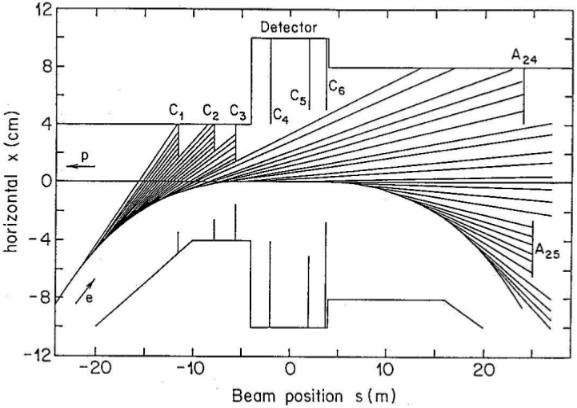 12
8
4
0
-4
-8
-12
horizontal x (cm)
Detector
A24
C1
C2
C3
C4
C5
C6
p
e
A25
-20
-10
0
10
20
Beam position s(m)